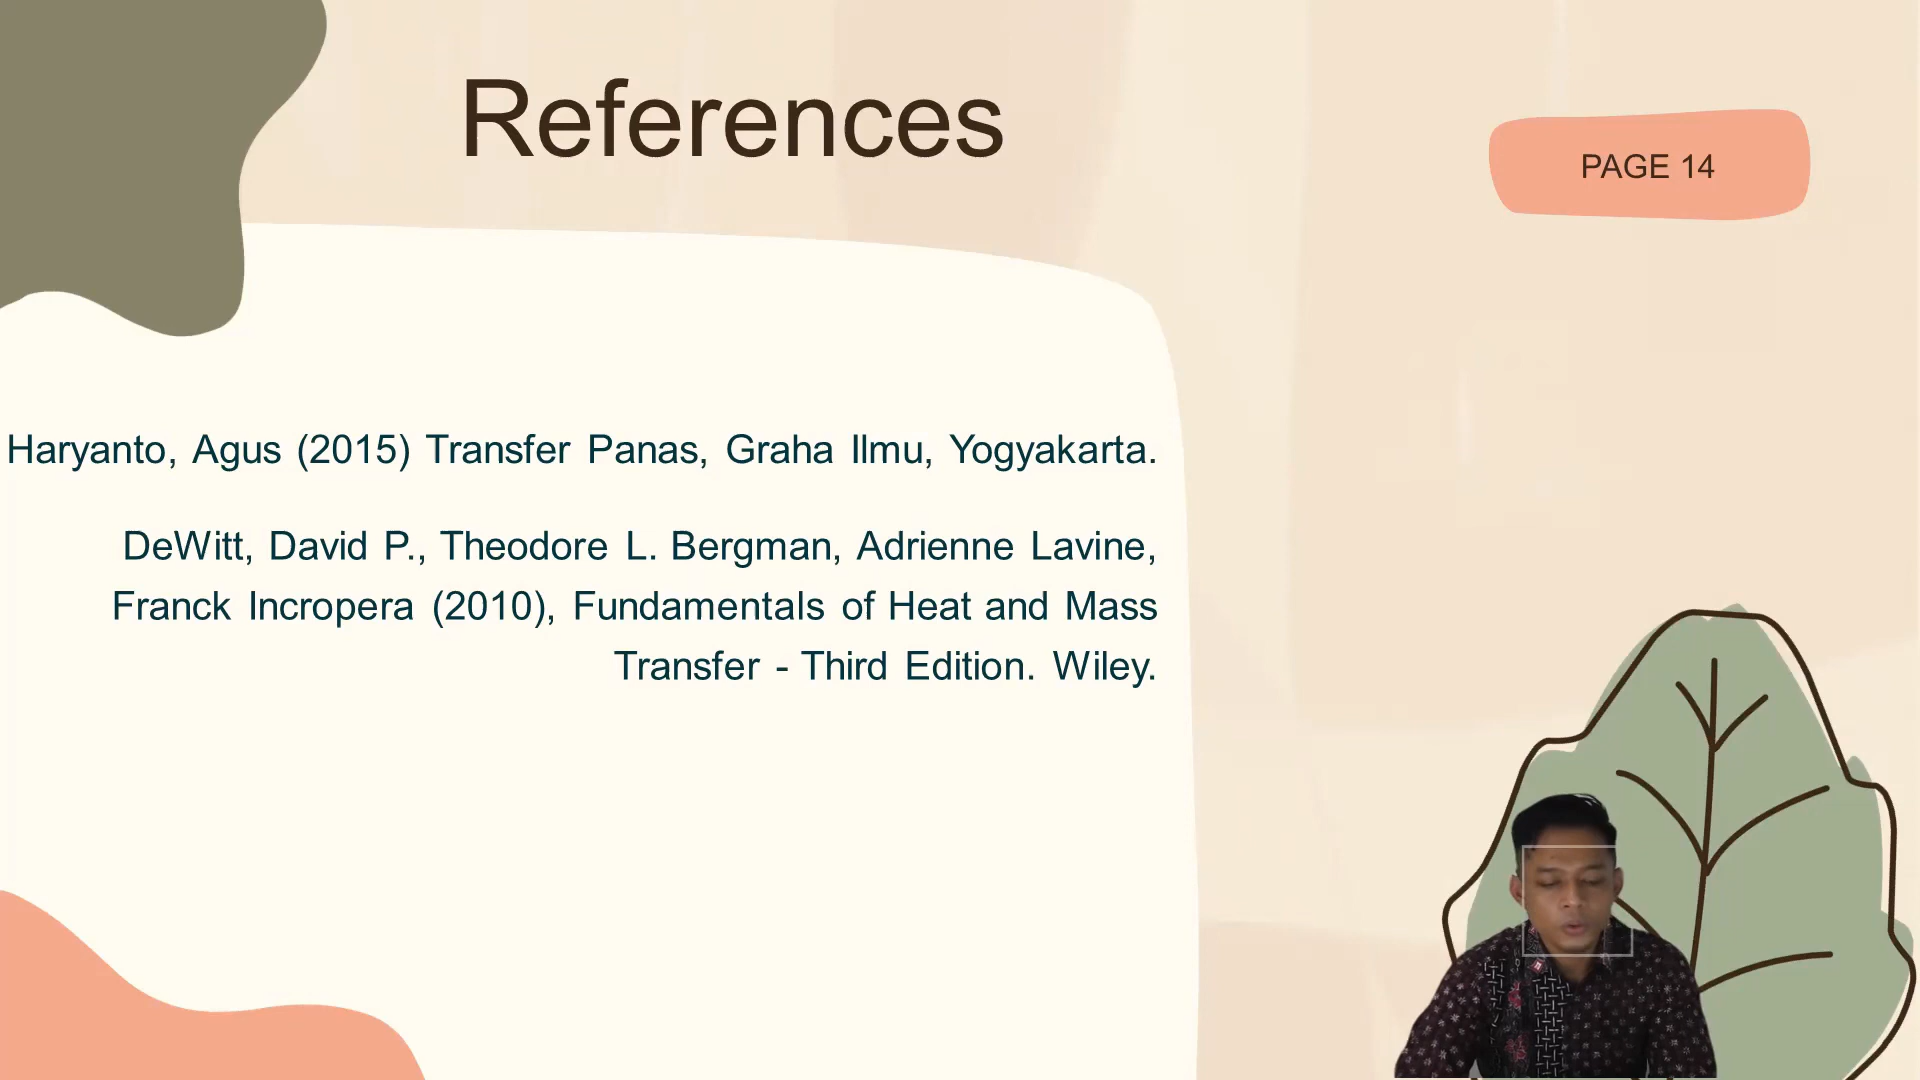 References
PAGE 14
Haryanto, Agus (2015) Transfer Panas, Graha Ilmu, Yogyakarta.
DeWitt, David P., Theodore L. Bergman, Adrienne Lavine,
Franck Incropera (2010), Fundamentals of Heat and Mass
Transfer - Third Edition. Wiley.